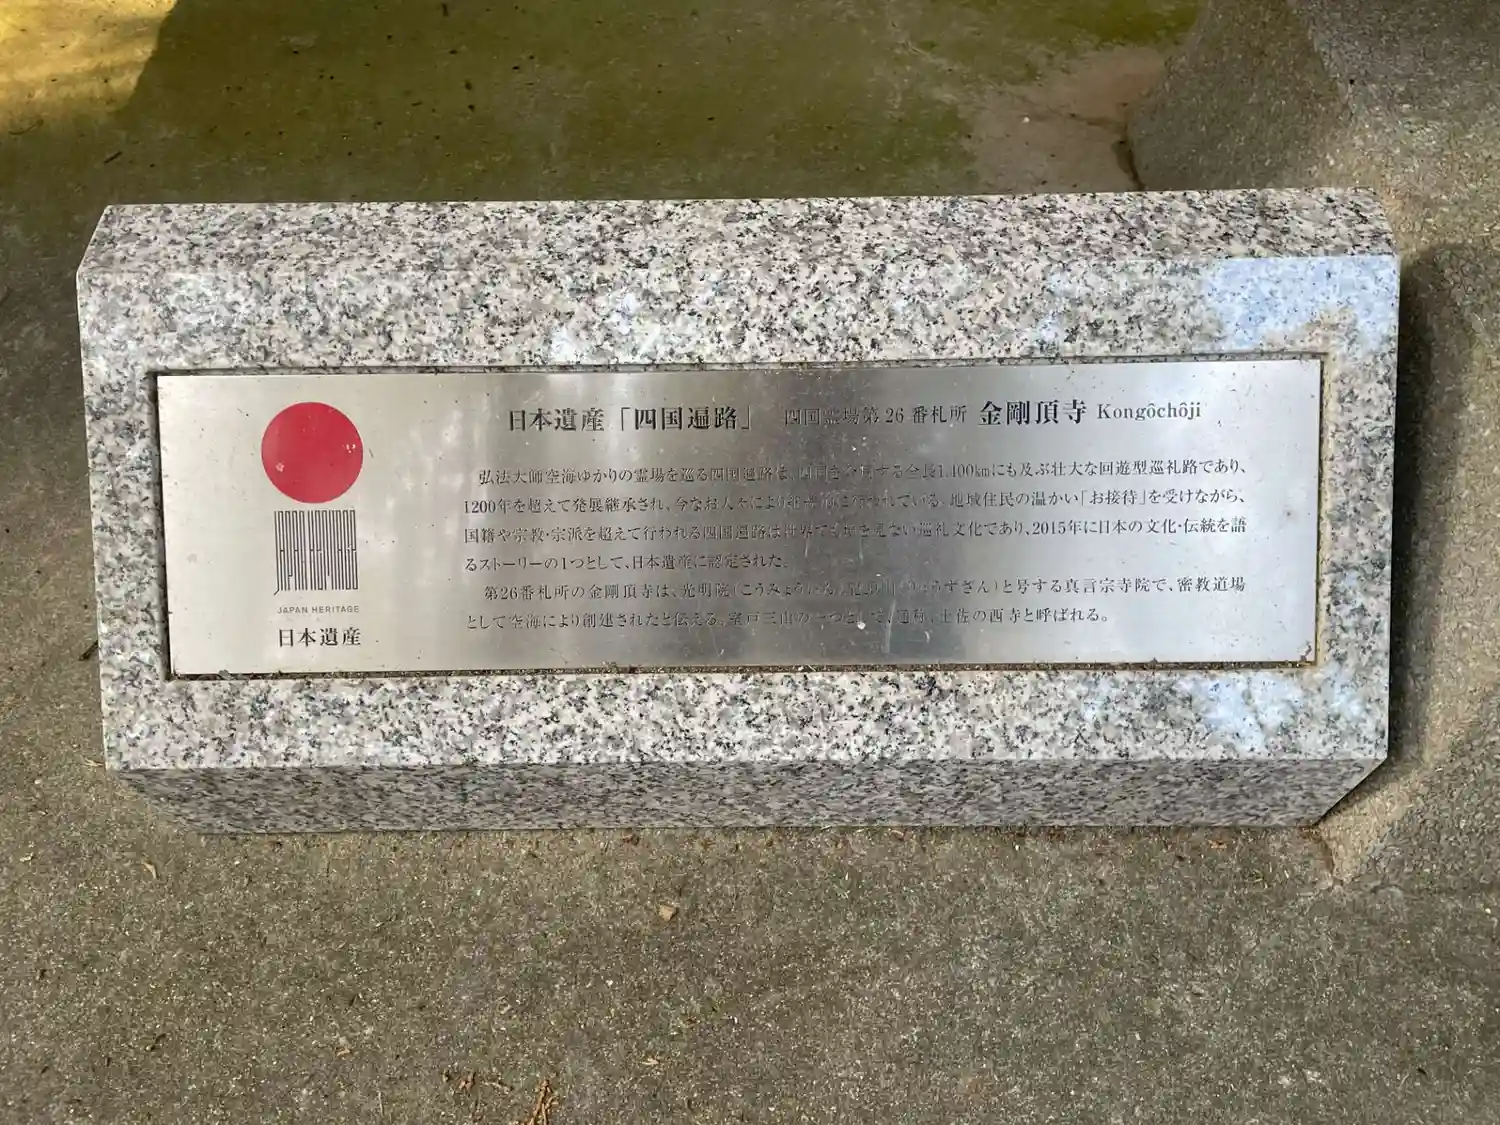 日本遺産「四国遍路」 四国霊場第26番札所 金剛頂寺 Kongôchôji
弘法大師空海ゆかりの霊場を巡る四国遍路は、四国を する全長1,400kmにも及ぶ壮大な回遊型巡礼路であり、
1200年を超えて発展継承され、今なお人々により 行われている。地域住民の温かい「お接待」を受けながら、
国籍や宗教・宗派を超えて行われる四国遍路は世界でも を見ない巡礼文化であり、2015年に日本の文化・伝統を語
るストーリーの1つとして、日本遺産に認定された。
第26番札所の金剛頂寺は、光明院(こうみょういん) (りゅうずざん)と号する真言宗寺院で、密教道場
として空海により創建されたと伝える。室戸三山の一つとして、通称、土佐の西寺と呼ばれる。
JAPAN HERITAGE
JAPAN HERITAGE
日本遺産